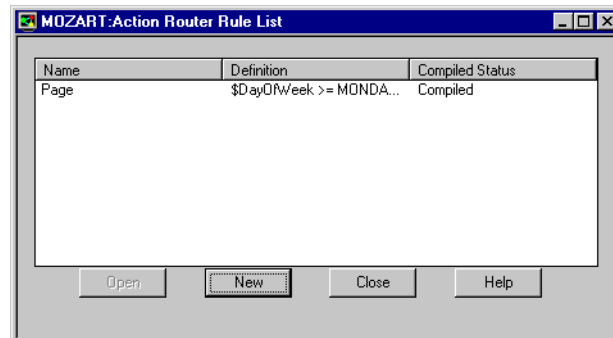 MOZART:Action Router Rule List
Name Definition Compiled Status
Page $DayOfWeek >= MONDA... Compiled
Open New Close Help